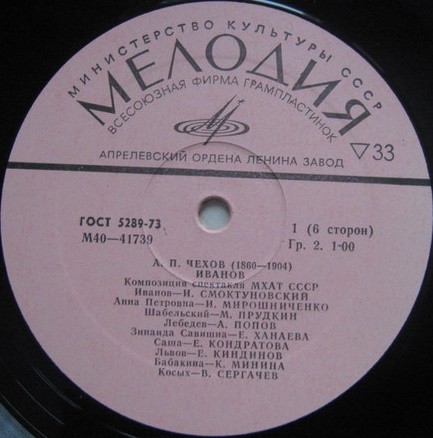 МИНИСТЕРСТВО КУЛЬТУРЫ СССР
МЕЛОДИЯ
ВСЕСОЮЗНАЯ ФИРМА ГРАМПЛАСТИНОК
АПРЕЛЕВСКИЙ ОРДЕНА ЛЕНИНА ЗАВОД
▽33
ГОСТ 5289-73
М40—41739
1 (6 сторон)
Гр. 2. 1-00
А. П. ЧЕХОВ (1860—1904)
ИВАНОВ
Композиция спектакля МХАТ СССР
Иванов—И. СМОКТУНОВСКИЙ
Анна Петровна—И. МИРОШНИЧЕНКО
Шабельский—М. ПРУДКИН
Лебедев—А. ПОПОВ
Зинаида Савишна—Е. ХАНАЕВА
Саша—Е. КОНДРАТОВА
Львов—Е. КИНДИНОВ
Бабакина—К. МИНИНА
Косых—В. СЕРГАЧЕВ